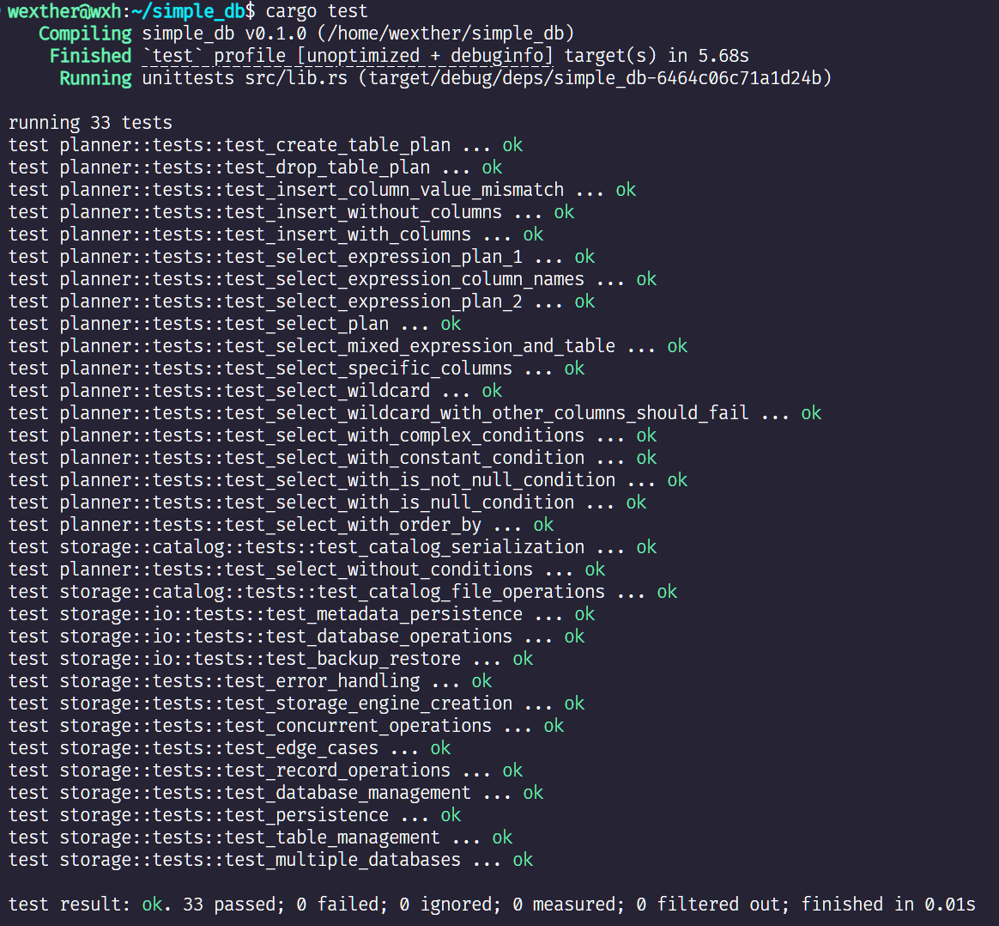 wexther@wxh:~/simple_db$ cargo test
Compiling simple_db v0.1.0 (/home/wexther/simple_db)
Finished `test` profile [unoptimized + debuginfo] target(s) in 5.68s
Running unittests src/lib.rs (target/debug/deps/simple_db-6464c06c71a1d24b)
running 33 tests
test planner::tests::test_create_table_plan ... ok
test planner::tests::test_drop_table_plan ... ok
test planner::tests::test_insert_column_value_mismatch ... ok
test planner::tests::test_insert_without_columns ... ok
test planner::tests::test_insert_with_columns ... ok
test planner::tests::test_select_expression_plan_1 ... ok
test planner::tests::test_select_expression_column_names ... ok
test planner::tests::test_select_expression_plan_2 ... ok
test planner::tests::test_select_plan ... ok
test planner::tests::test_select_mixed_expression_and_table ... ok
test planner::tests::test_select_specific_columns ... ok
test planner::tests::test_select_wildcard ... ok
test planner::tests::test_select_wildcard_with_other_columns_should_fail ... ok
test planner::tests::test_select_with_complex_conditions ... ok
test planner::tests::test_select_with_constant_condition ... ok
test planner::tests::test_select_with_is_not_null_condition ... ok
test planner::tests::test_select_with_is_null_condition ... ok
test planner::tests::test_select_with_order_by ... ok
test storage::catalog::tests::test_catalog_serialization ... ok
test planner::tests::test_select_without_conditions ... ok
test storage::catalog::tests::test_catalog_file_operations ... ok
test storage::io::tests::test_metadata_persistence ... ok
test storage::io::tests::test_database_operations ... ok
test storage::io::tests::test_backup_restore ... ok
test storage::tests::test_error_handling ... ok
test storage::tests::test_storage_engine_creation ... ok
test storage::tests::test_concurrent_operations ... ok
test storage::tests::test_edge_cases ... ok
test storage::tests::test_record_operations ... ok
test storage::tests::test_database_management ... ok
test storage::tests::test_persistence ... ok
test storage::tests::test_table_management ... ok
test storage::tests::test_multiple_databases ... ok
test result: ok. 33 passed; 0 failed; 0 ignored; 0 measured; 0 filtered out; finished in 0.01s